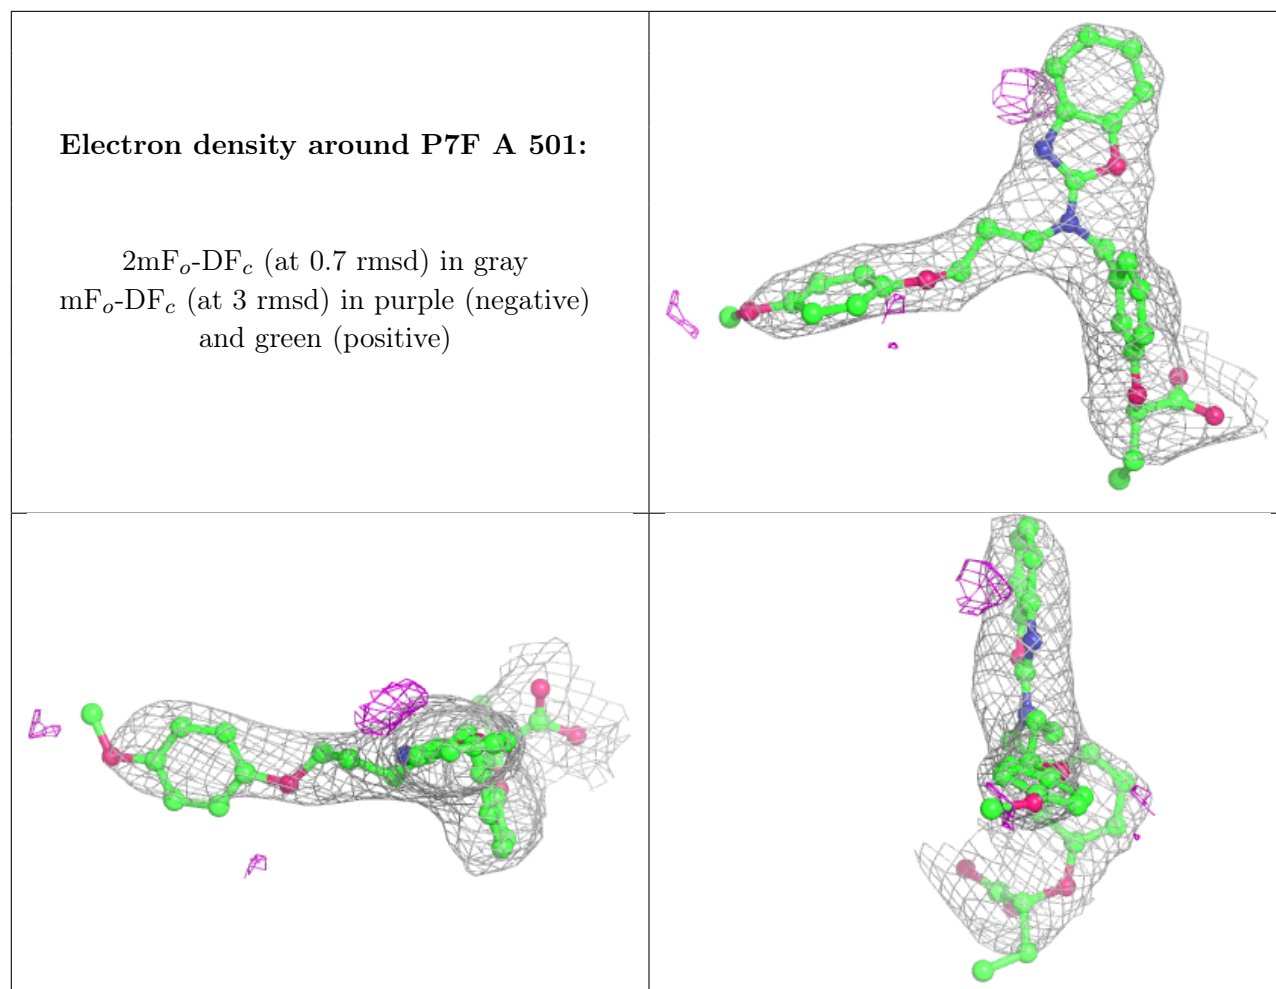 Electron density around P7F A 501:
2mFo-DFc (at 0.7 rmsd) in gray
mFo-DFc (at 3 rmsd) in purple (negative)
and green (positive)